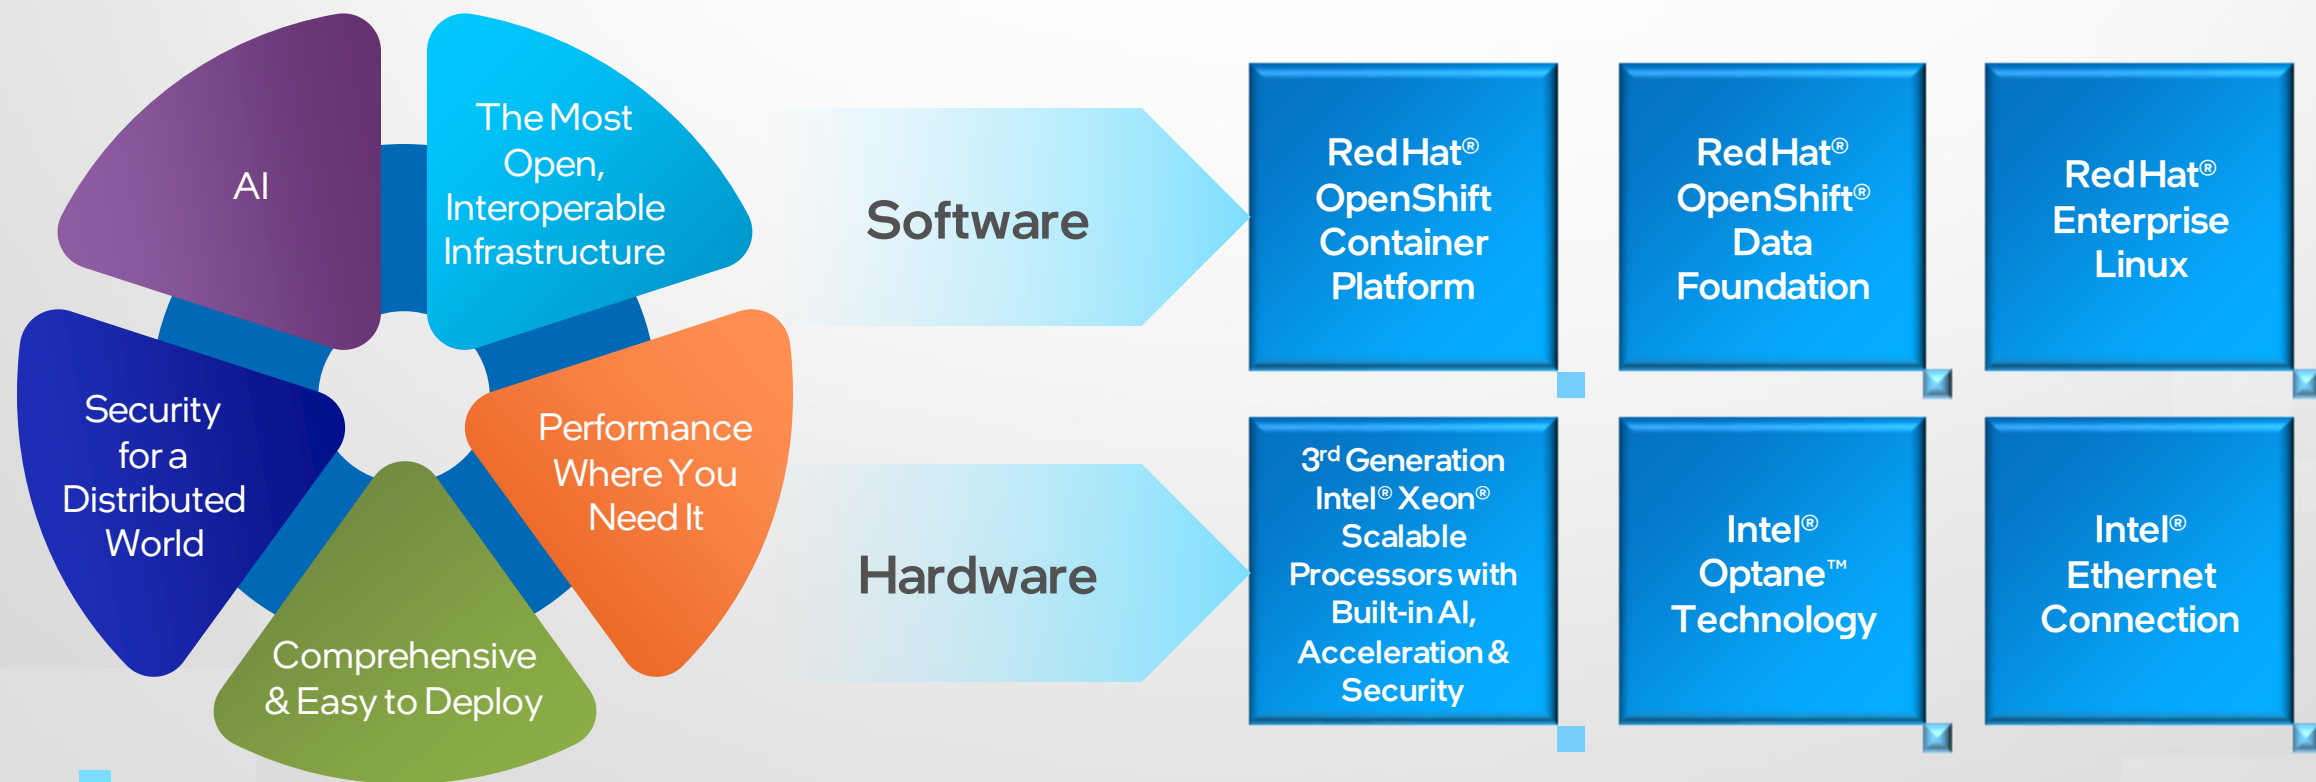 AI
The Most
Open,
Interoperable
Infrastructure
Security
for a
Distributed
World
Performance
Where You
Need It
Comprehensive
& Easy to Deploy
Software
Red Hat®
OpenShift
Container
Platform
Red Hat®
OpenShift®
Data
Foundation
Red Hat®
Enterprise
Linux
Hardware
3rd Generation
Intel® Xeon®
Scalable
Processors with
Built-in AI,
Acceleration &
Security
Intel®
Optane™
Technology
Intel®
Ethernet
Connection